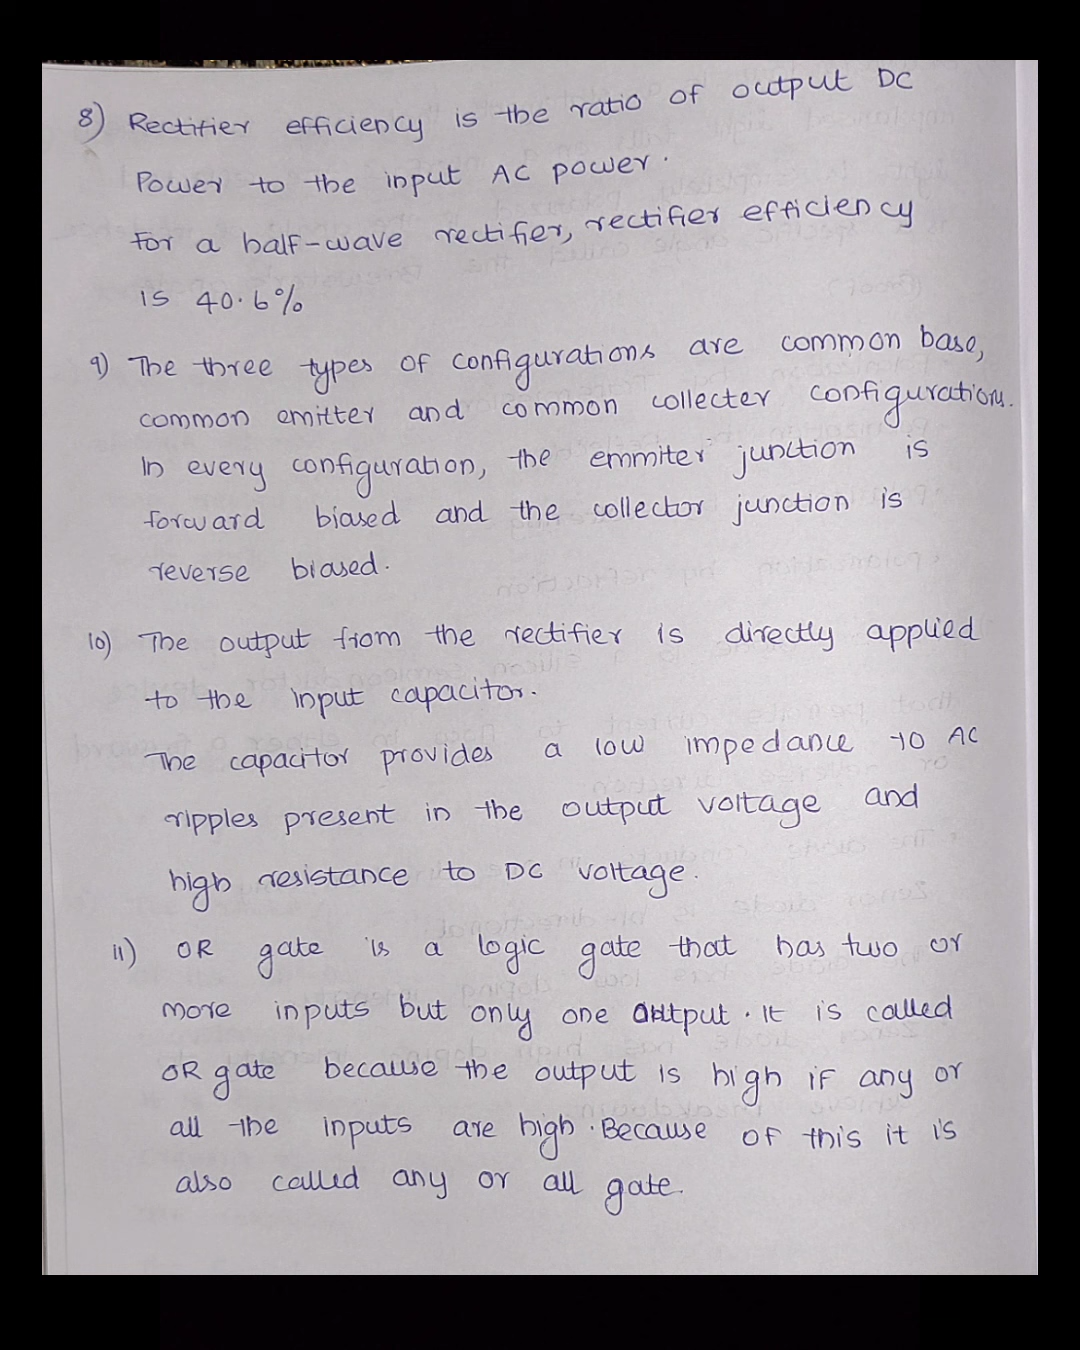 8) Rectifier efficiency is the ratio of output DC
Power to the input AC power.
For a half-wave rectifier, rectifier efficiency
is 40.6%
9) The three types of configurations are common base,
common emitter and common collecter configurations.
In every configuration, the emmiter junction is
forward biased and the collector junction is
reverse biased.
10) The output from the rectifier is directly applied
to the input capacitor.
The capacitor provides a low impedance to AC
ripples present in the output voltage and
high resistance to DC voltage.
11) OR gate is a logic gate that has two or
more inputs but only one output. It is called
OR gate because the output is high if any or
all the inputs are high. Because of this it is
also called any or all gate.